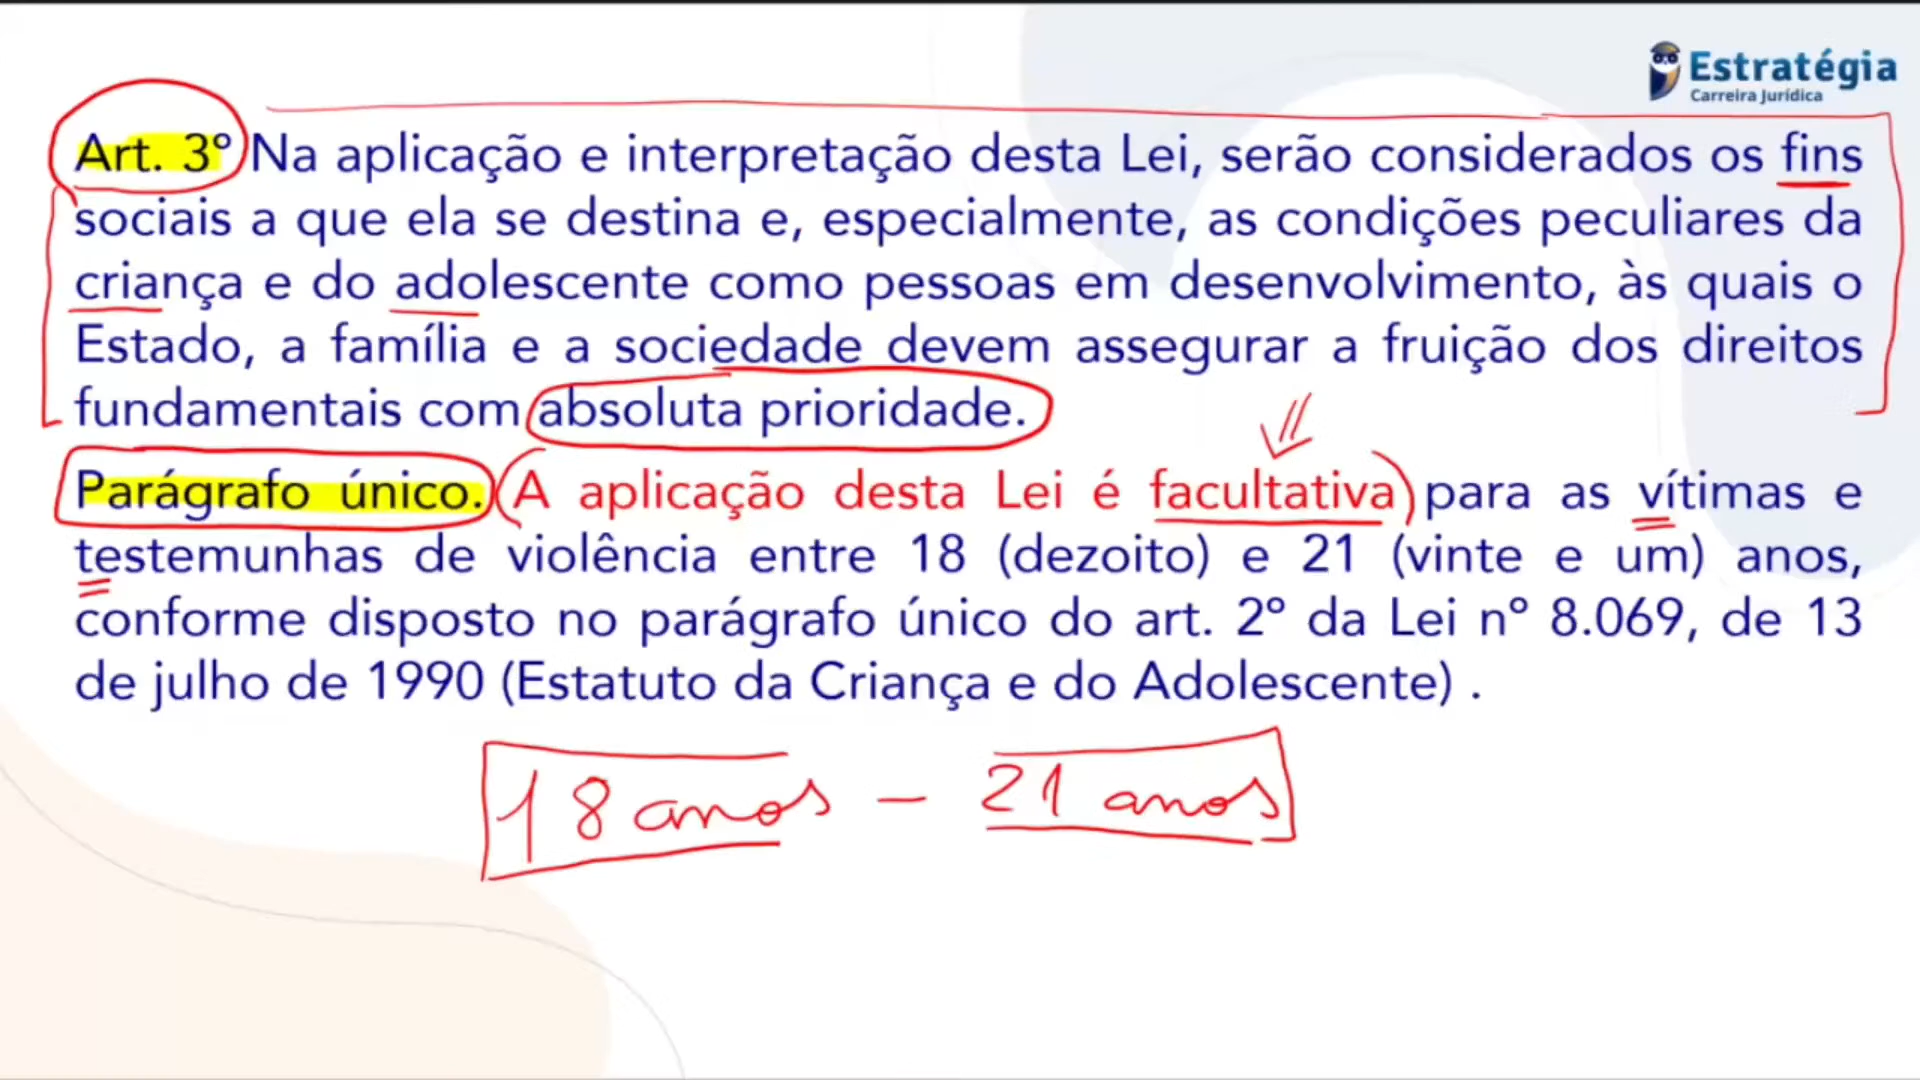 Estratégia
Carreira Jurídica
Art. 3º Na aplicação e interpretação desta Lei, serão considerados os fins
sociais a que ela se destina e, especialmente, as condições peculiares da
criança e do adolescente como pessoas em desenvolvimento, às quais o
Estado, a família e a sociedade devem assegurar a fruição dos direitos
fundamentais com absoluta prioridade.
Parágrafo único. A aplicação desta Lei é facultativa para as vítimas e
testemunhas de violência entre 18 (dezoito) e 21 (vinte e um) anos,
conforme disposto no parágrafo único do art. 2º da Lei nº 8.069, de 13
de julho de 1990 (Estatuto da Criança e do Adolescente) .
18 anos - 21 anos